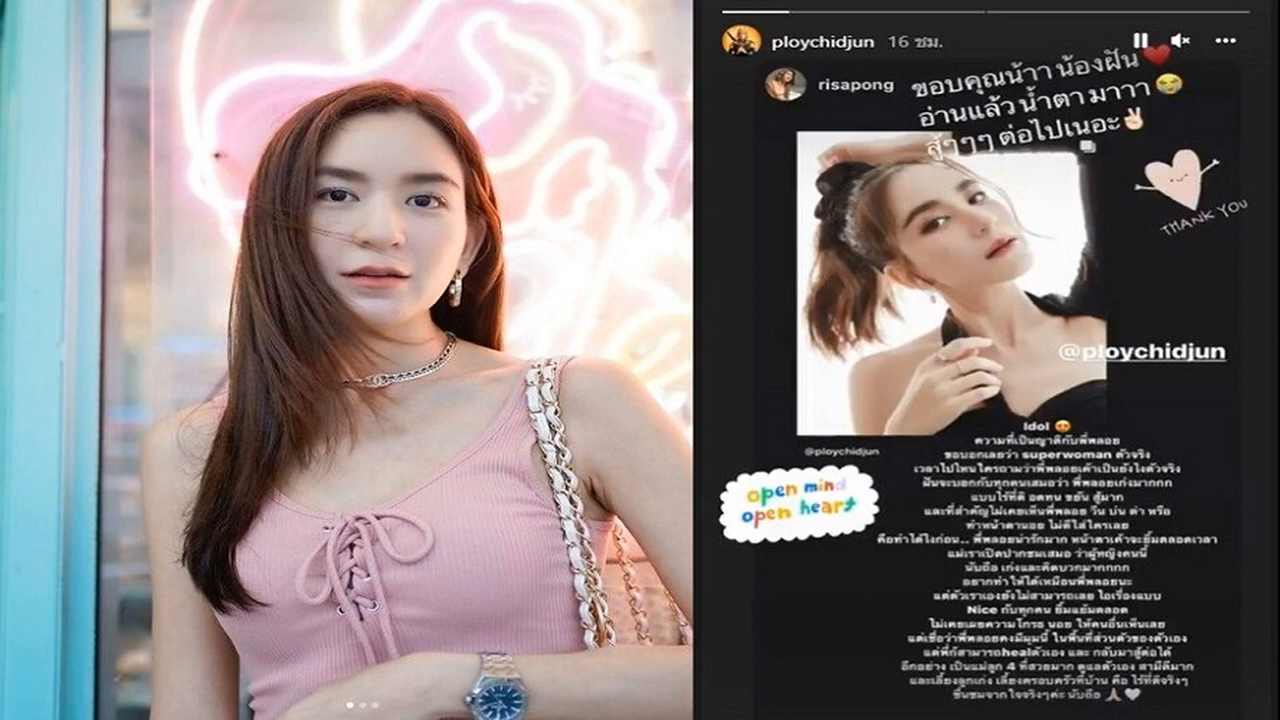 ploychidjun 16 ชม.
risapong
ขอบคุณน้าา น้องฝัน
อ่านแล้วน้ำตามาาา
สู้ๆๆๆ ต่อไปเนอะ
THANK YOU
@ploychidjun
@ploychidjun
open mind
open heart
Idol
ความที่เป็นญาติกับพี่พลอย
ขอบอกเลยว่า superwoman ตัวจริง
เวลาไปไหนใครถามว่าพี่พลอยเค้าเป็นยังไงตัวจริง
ฝันจะบอกกับทุกคนเสมอว่า พี่พลอยเก่งมากกก
แบบไร้ที่ติ อดทน ขยัน สู้มาก
และที่สำคัญไม่เคยเห็นพี่พลอย วีน บ่น ด่า หรือ
ทำหน้าตานอย ไม่ดีใส่ใครเลย
คือทำได้ไงก่อน.. พี่พลอยน่ารักมาก หน้าตาเค้าจะยิ้มตลอดเวลา
แม่เราเปิดปากชมเสมอ ว่าผู้หญิงคนนี้
นับถือ เก่งและคิดบวกมากกกก
อยากทำให้ได้เหมือนพี่พลอยนะ
แต่ตัวเราเองยังไม่สามารถเลย ไอเรื่องแบบ
Nice กับทุกคน ยิ้มแย้มตลอด
ไม่เคยเผยความโกรธ นอย ให้คนอื่นเห็นเลย
แต่เชื่อว่าพี่พลอยคงมีมุมนี้ ในพื้นที่ส่วนตัวของตัวเอง
แต่พี่ก็สามารถhealตัวเอง และ กลับมาสู้ต่อได้
อีกอย่าง เป็นแม่ลูก 4 ที่สวยมาก ดูแลตัวเอง สามีดีมาก
และเลี้ยงลูกเก่ง เลี้ยงครอบครัวที่บ้าน คือ ไร้ที่ติจริงๆ
ชื่นชมจากใจจริงๆค่ะ นับถือ